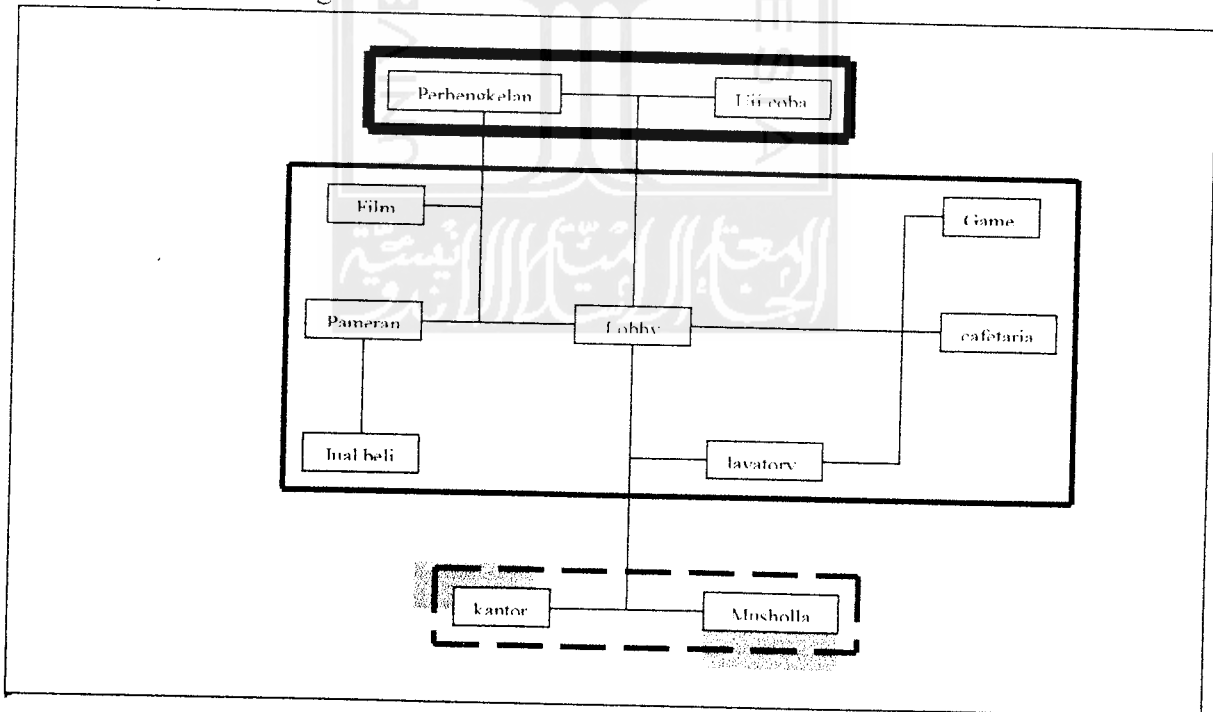 Perbengkelan
Uji coba
Film
Game
Pameran
Lobby
cafetaria
Jual beli
lavatory
kantor
Musholla